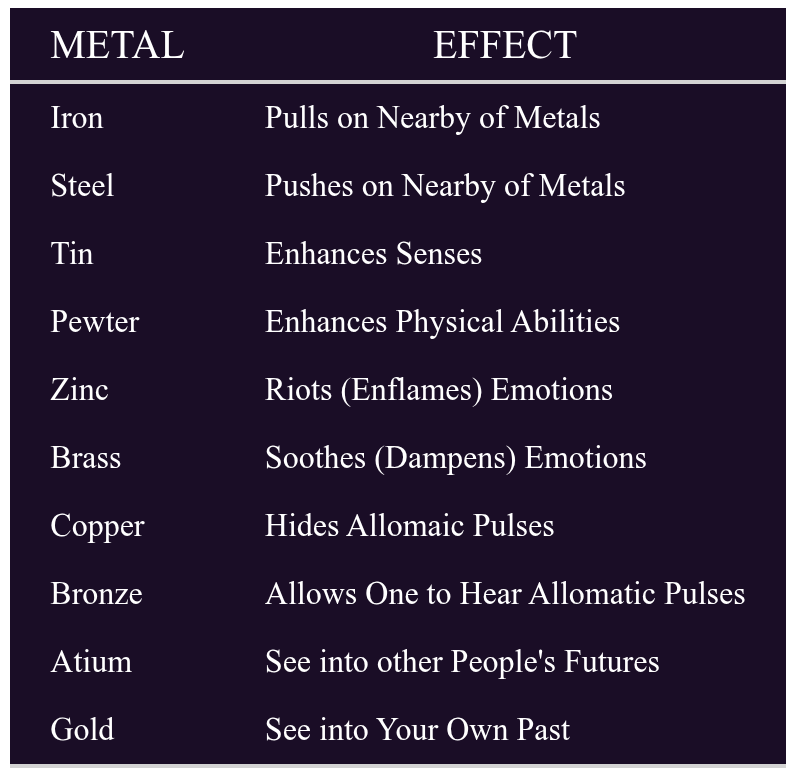 METAL EFFECT
Iron Pulls on Nearby of Metals
Steel Pushes on Nearby of Metals
Tin Enhances Senses
Pewter Enhances Physical Abilities
Zinc Riots (Enflames) Emotions
Brass Soothes (Dampens) Emotions
Copper Hides Allomaic Pulses
Bronze Allows One to Hear Allomatic Pulses
Atium See into other People's Futures
Gold See into Your Own Past